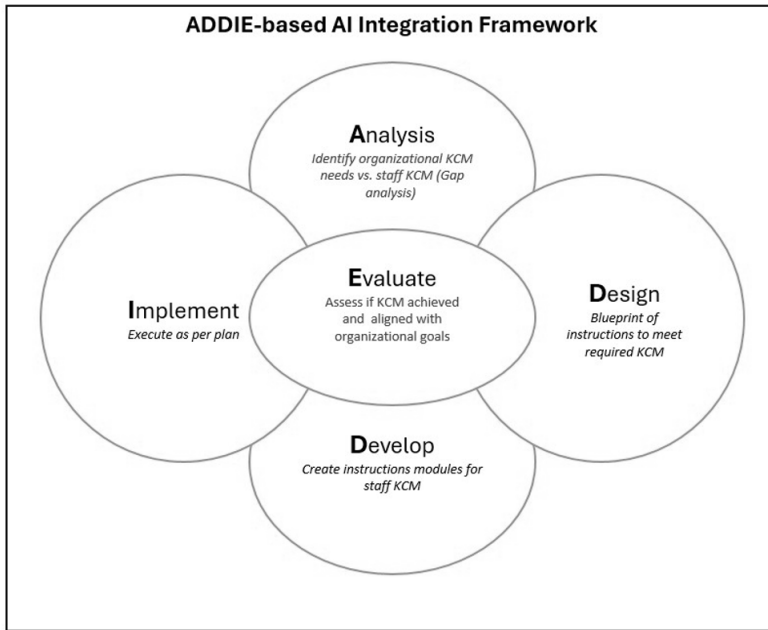 ADDIE-based AI Integration Framework
Analysis
Identify organizational KCM
needs vs. staff KCM (Gap
analysis)
Evaluate
Assess if KCM achieved
and aligned with
organizational goals
Implement
Execute as per plan
Design
Blueprint of
instructions to meet
required KCM
Develop
Create instructions modules for
staff KCM